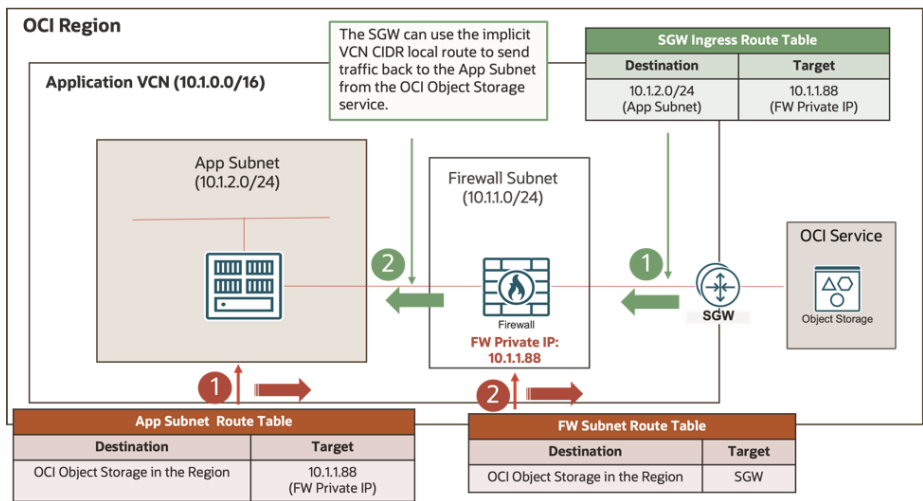 OCI Region
The SGW can use the implicit
VCN CIDR local route to send
traffic back to the App Subnet
from the OCI Object Storage
service.
SGW Ingress Route Table
Destination Target
10.1.2.0/24
(App Subnet)
10.1.1.88
(FW Private IP)
Application VCN (10.1.0.0/16)
App Subnet
(10.1.2.0/24)
Firewall Subnet
(10.1.1.0/24)
OCI Service
2
1
Firewall
SGW
Object Storage
FW Private IP:
10.1.1.88
1
2
App Subnet Route Table
Destination Target
OCI Object Storage in the Region
10.1.1.88
(FW Private IP)
FW Subnet Route Table
Destination Target
OCI Object Storage in the Region SGW